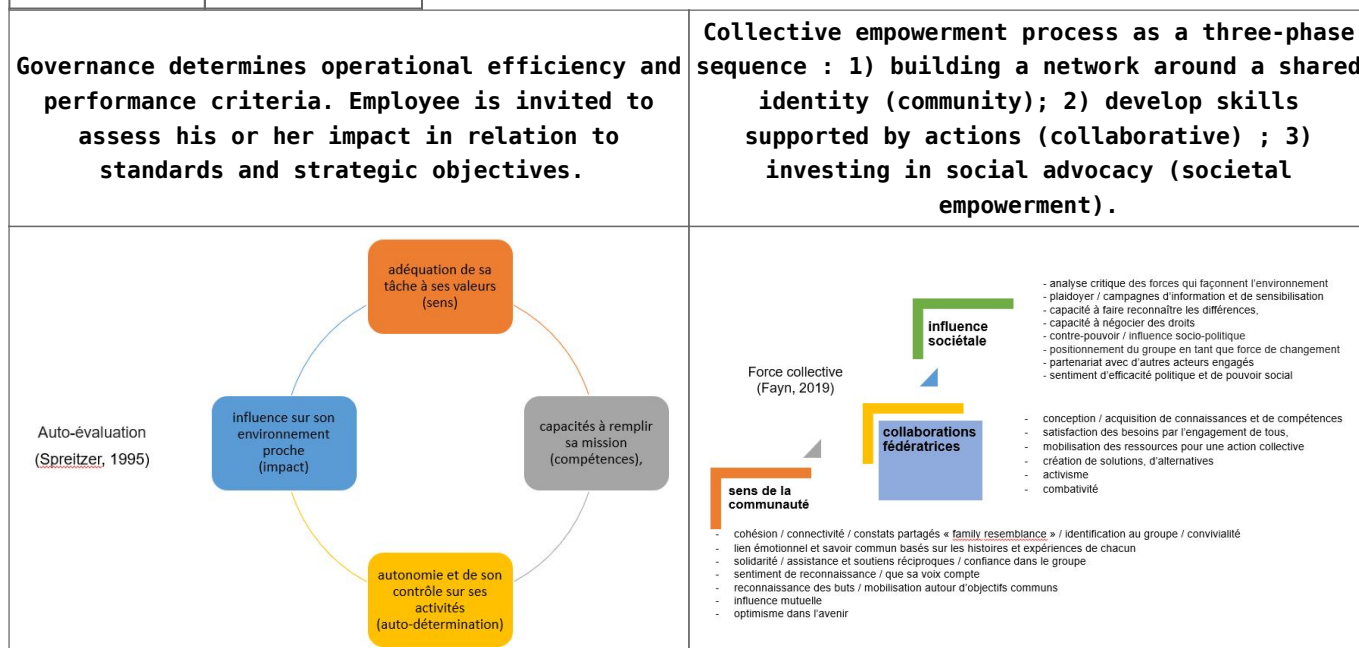 Governance determines operational efficiency and
performance criteria. Employee is invited to
assess his or her impact in relation to
standards and strategic objectives.
Collective empowerment process as a three-phase
sequence : 1) building a network around a shared
identity (community); 2) develop skills
supported by actions (collaborative) ; 3)
investing in social advocacy (societal
empowerment).
Auto-évaluation
(Spreitzer, 1995)
adéquation de sa
tâche à ses valeurs
(sens)
influence sur son
environnement
proche
(impact)
capacités à remplir
sa mission
(compétences),
autonomie et de son
contrôle sur ses
activités
(auto-détermination)
Force collective
(Fayn, 2019)
influence
sociétale
- analyse critique des forces qui façonnent l'environnement
- plaidoyer / campagnes d'information et de sensibilisation
- capacité à faire reconnaître les différences,
- capacité à négocier des droits
- contre-pouvoir / influence socio-politique
- positionnement du groupe en tant que force de changement
- partenariat avec d'autres acteurs engagés
- sentiment d'efficacité politique et de pouvoir social
collaborations
fédératrices
- conception / acquisition de connaissances et de compétences
- satisfaction des besoins par l'engagement de tous,
- mobilisation des ressources pour une action collective
- création de solutions, d'alternatives
- activisme
- combativité
sens de la
communauté
- cohésion / connectivité / constats partagés « family resemblance » / identification au groupe / convivialité
- lien émotionnel et savoir commun basés sur les histoires et expériences de chacun
- solidarité / assistance et soutiens réciproques / confiance dans le groupe
- sentiment de reconnaissance / que sa voix compte
- reconnaissance des buts / mobilisation autour d'objectifs communs
- influence mutuelle
- optimisme dans l'avenir